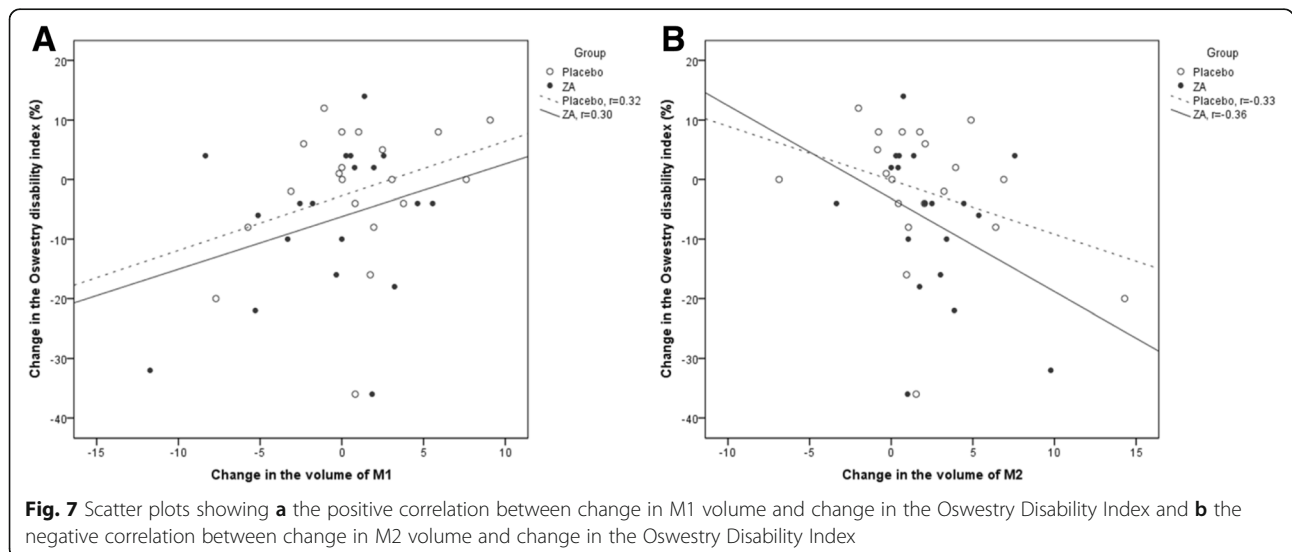 A
Change in the Oswestry disability index (%)
20
10
0
-10
-20
-30
-40
-15 -10 -5 0 5 10
Change in the volume of M1
Group
Placebo
ZA
Placebo, r=0.32
ZA, r=0.30
B
Change in the Oswestry disability index (%)
20
10
0
-10
-20
-30
-40
-10 -5 0 5 10 15
Change in the volume of M2
Group
Placebo
ZA
Placebo, r=-0.33
ZA, r=-0.36
Fig. 7 Scatter plots showing a the positive correlation between change in M1 volume and change in the Oswestry Disability Index and b the
negative correlation between change in M2 volume and change in the Oswestry Disability Index